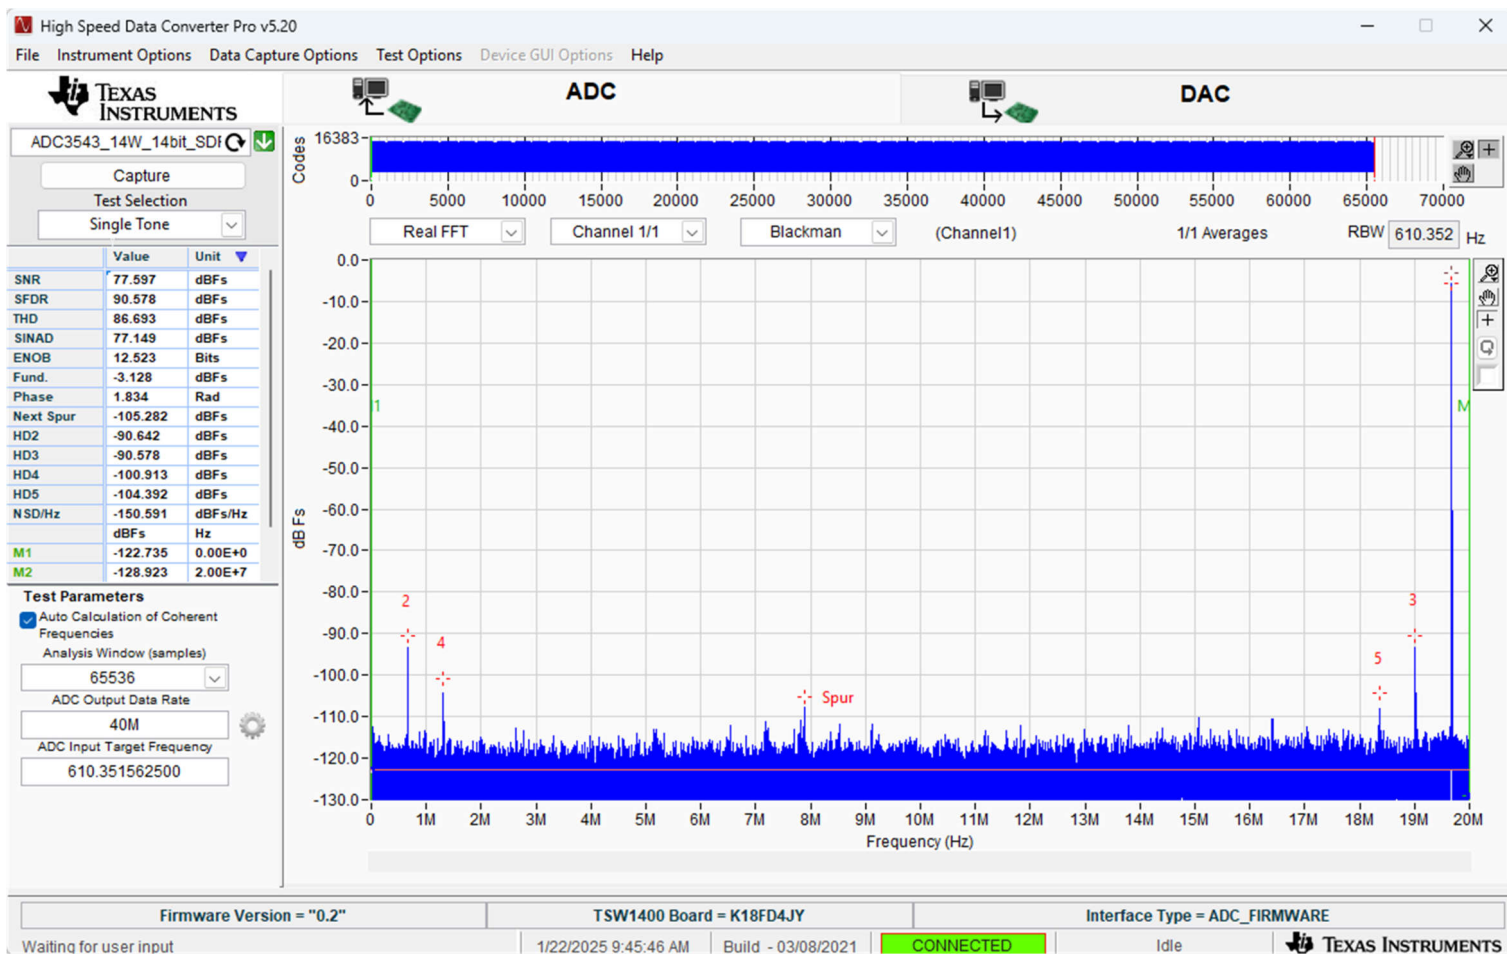 High Speed Data Converter Pro v5.20
File Instrument Options Data Capture Options Test Options Device GUI Options Help
TEXAS INSTRUMENTS
ADC
DAC
ADC3543_14W_14bit_SDI
Capture
Test Selection
Single Tone
Value Unit
SNR 77.597 dBFs
SFDR 90.578 dBFs
THD 86.693 dBFs
SINAD 77.149 dBFs
ENOB 12.523 Bits
Fund. -3.128 dBFs
Phase 1.834 Rad
Next Spur -105.282 dBFs
HD2 -90.642 dBFs
HD3 -90.578 dBFs
HD4 -100.913 dBFs
HD5 -104.392 dBFs
NSD/Hz -150.591 dBFs/Hz
dBFs Hz
M1 -122.735 0.00E+0
M2 -128.923 2.00E+7
Test Parameters
Auto Calculation of Coherent
Frequencies
Analysis Window (samples)
65536
ADC Output Data Rate
40M
ADC Input Target Frequency
610.351562500
Codes
16383
0
0 5000 10000 15000 20000 25000 30000 35000 40000 45000 50000 55000 60000 65000 70000
Real FFT Channel 1/1 Blackman (Channel1) 1/1 Averages RBW 610.352 Hz
dB Fs
0.0
-10.0
-20.0
-30.0
-40.0
-50.0
-60.0
-70.0
-80.0
-90.0
-100.0
-110.0
-120.0
-130.0
1
M
2
4
Spur
5
3
0 1M 2M 3M 4M 5M 6M 7M 8M 9M 10M 11M 12M 13M 14M 15M 16M 17M 18M 19M 20M
Frequency (Hz)
Firmware Version = "0.2" TSW1400 Board = K18FD4JY Interface Type = ADC_FIRMWARE
Waiting for user input 1/22/2025 9:45:46 AM Build - 03/08/2021 CONNECTED Idle TEXAS INSTRUMENTS